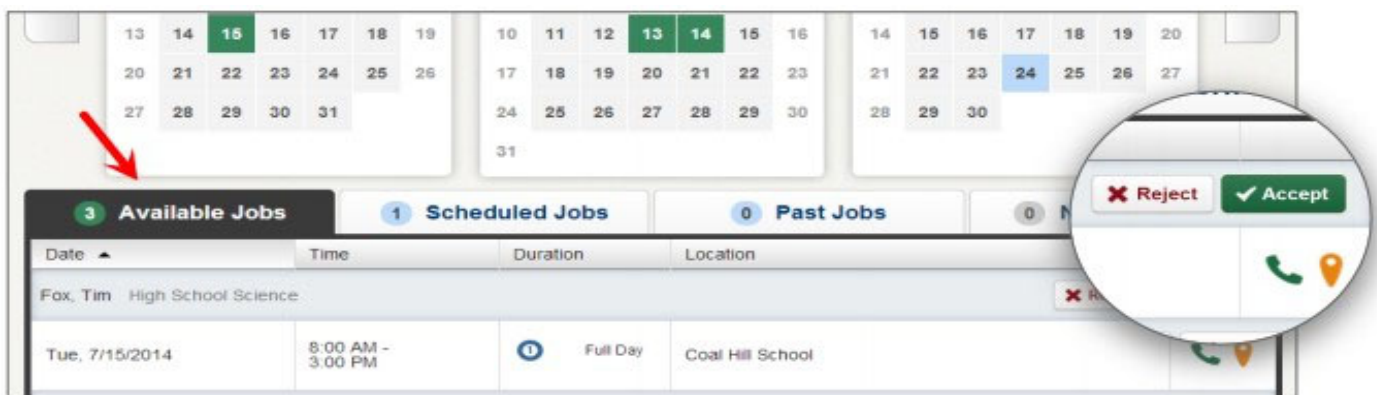 13 14 15 16 17 18 19
20 21 22 23 24 25 26
27 28 29 30 31
10 11 12 13 14 15 16
17 18 19 20 21 22 23
24 25 26 27 28 29 30
31
14 15 16 17 18 19 20
21 22 23 24 25 26 27
28 29 30
3 Available Jobs
1 Scheduled Jobs
0 Past Jobs
0 N
Reject
Accept
Date
Time
Duration
Location
Fox, Tim High School Science
Tue, 7/15/2014
8:00 AM -
3:00 PM
1 Full Day
Coal Hill School